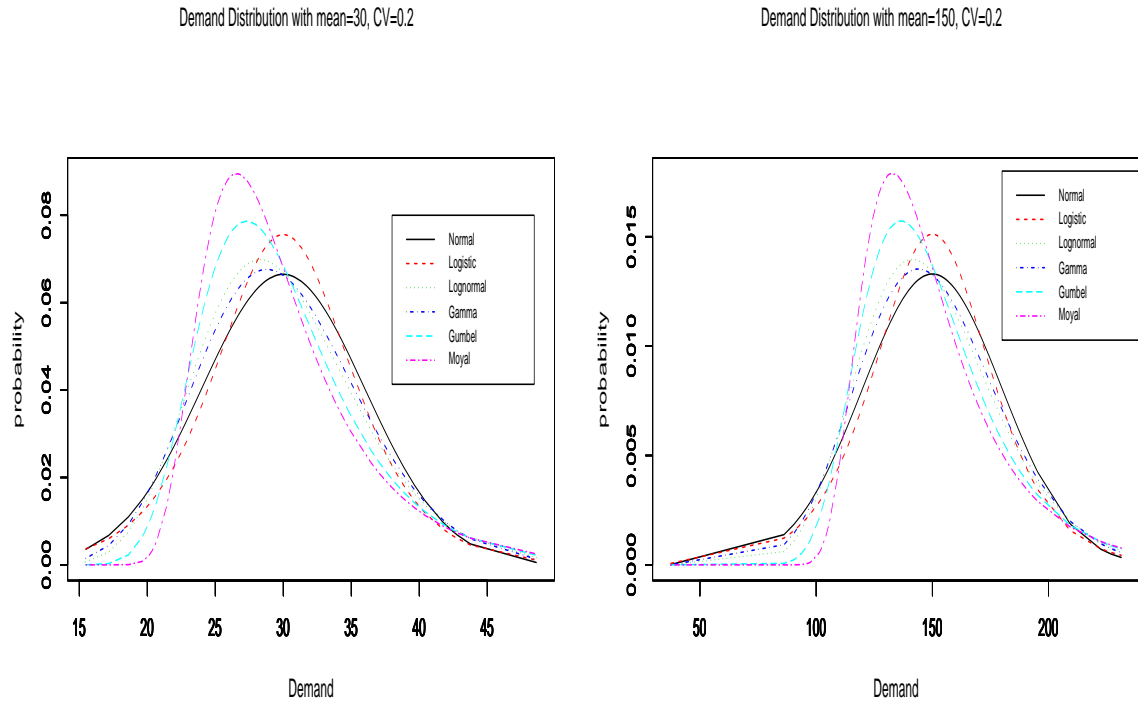 Demand Distribution with mean=30, CV=0.2
probability
0.00
0.02
0.04
0.06
0.08
Normal
Logistic
Lognormal
Gamma
Gumbel
Moyal
15
20
25
30
35
40
45
Demand
Demand Distribution with mean=150, CV=0.2
probability
0.000
0.005
0.010
0.015
Normal
Logistic
Lognormal
Gamma
Gumbel
Moyal
50
100
150
200
Demand